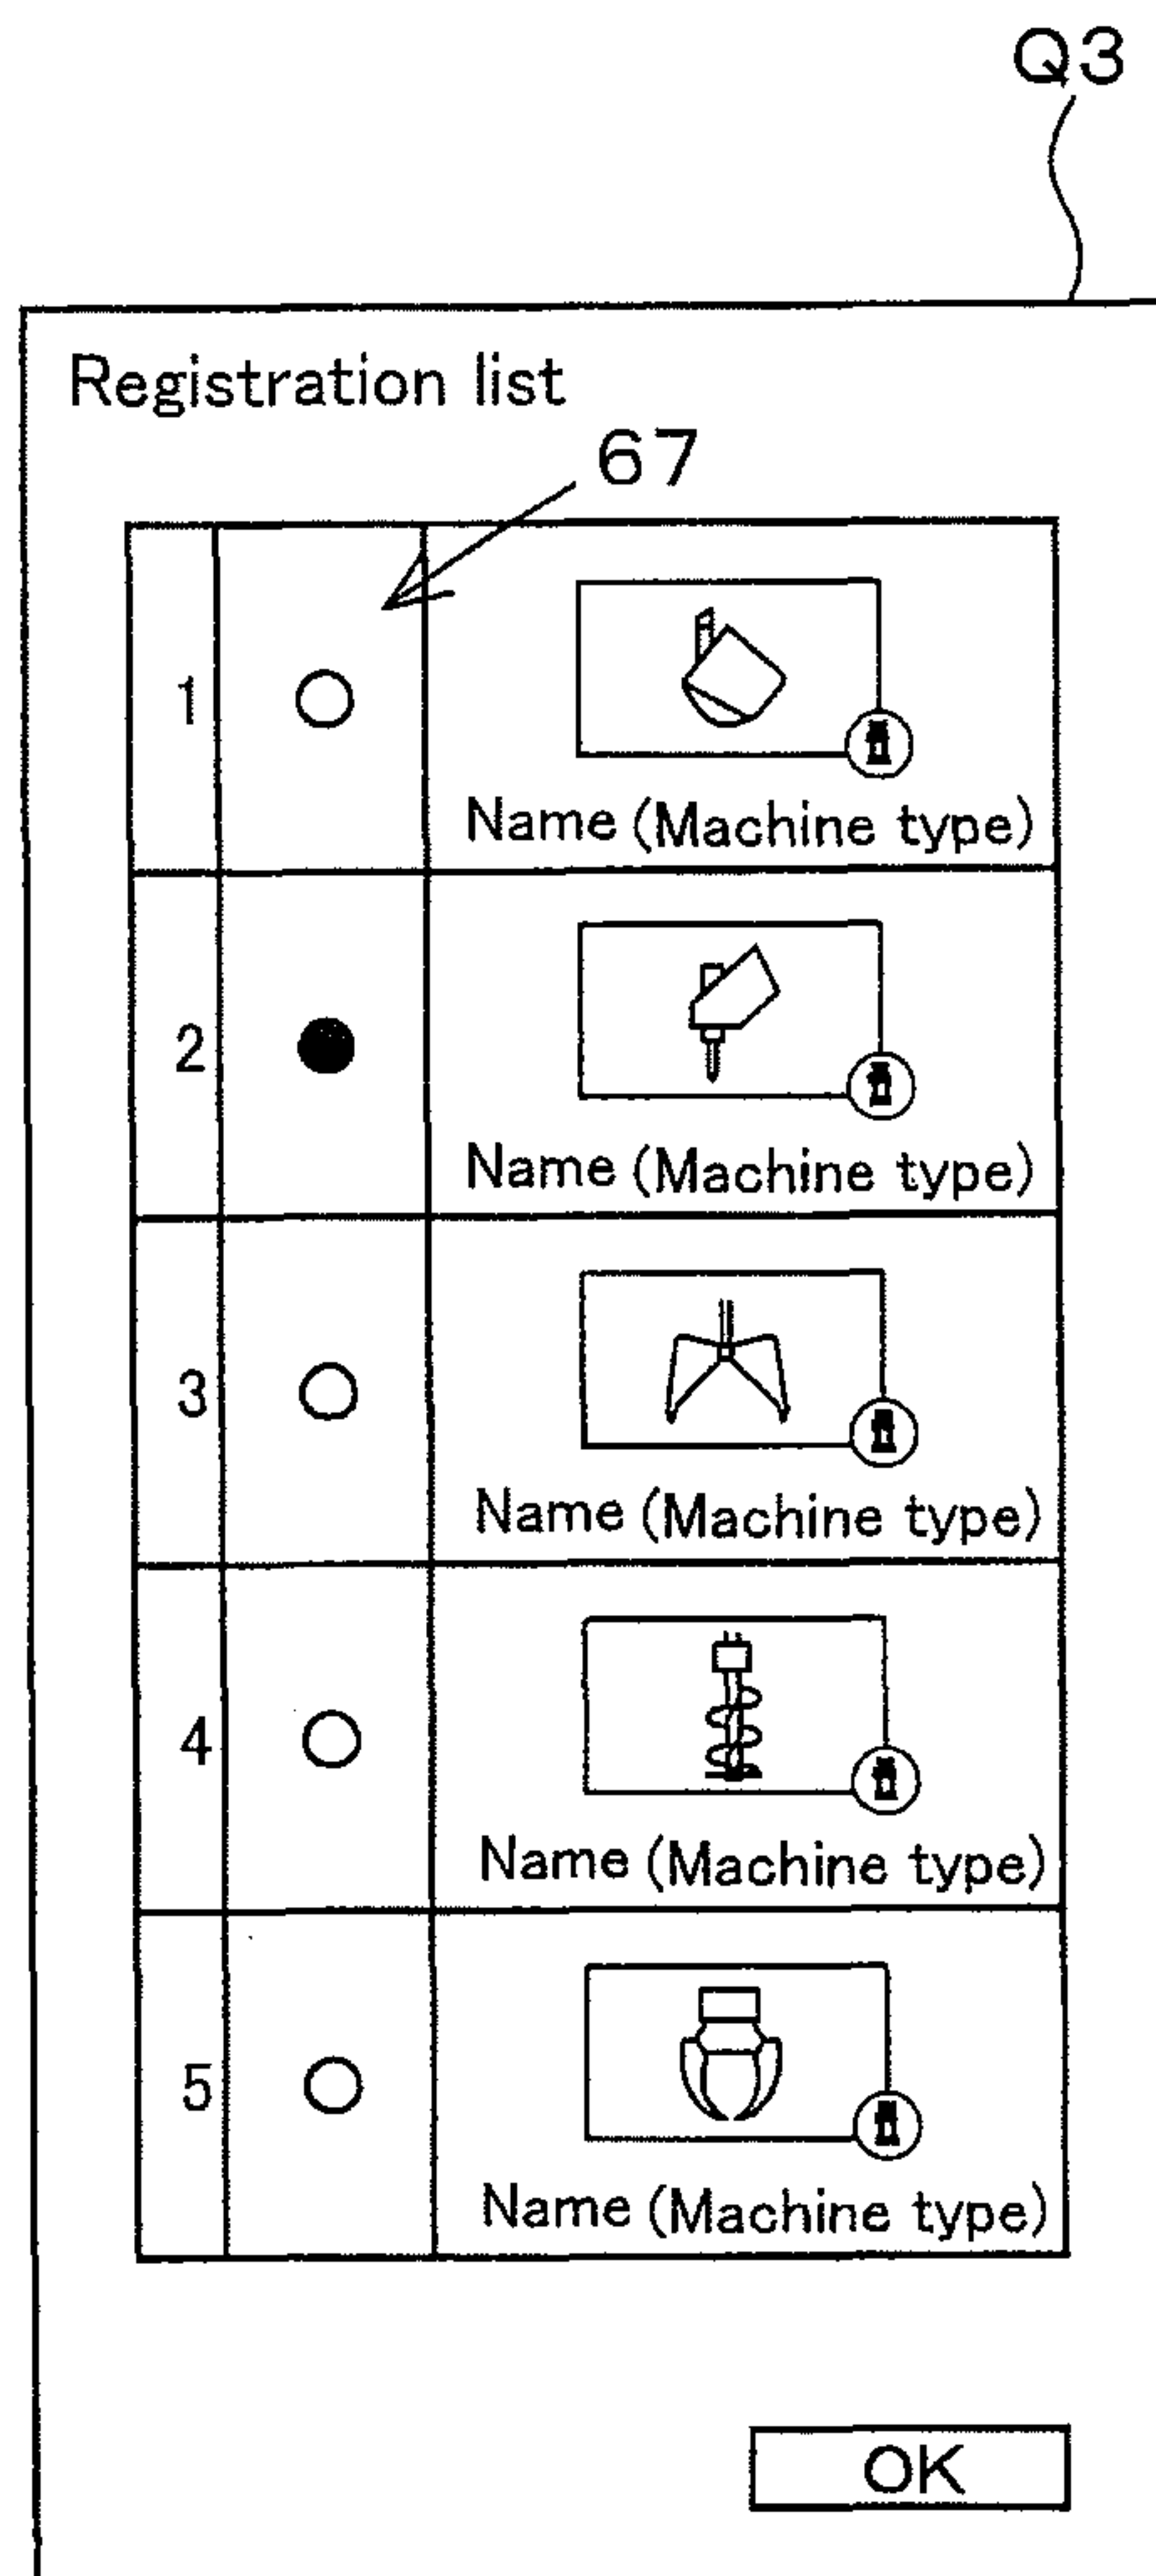 Q3
Registration list
67
1
Name (Machine type)
2
Name (Machine type)
3
Name (Machine type)
4
Name (Machine type)
5
Name (Machine type)
OK